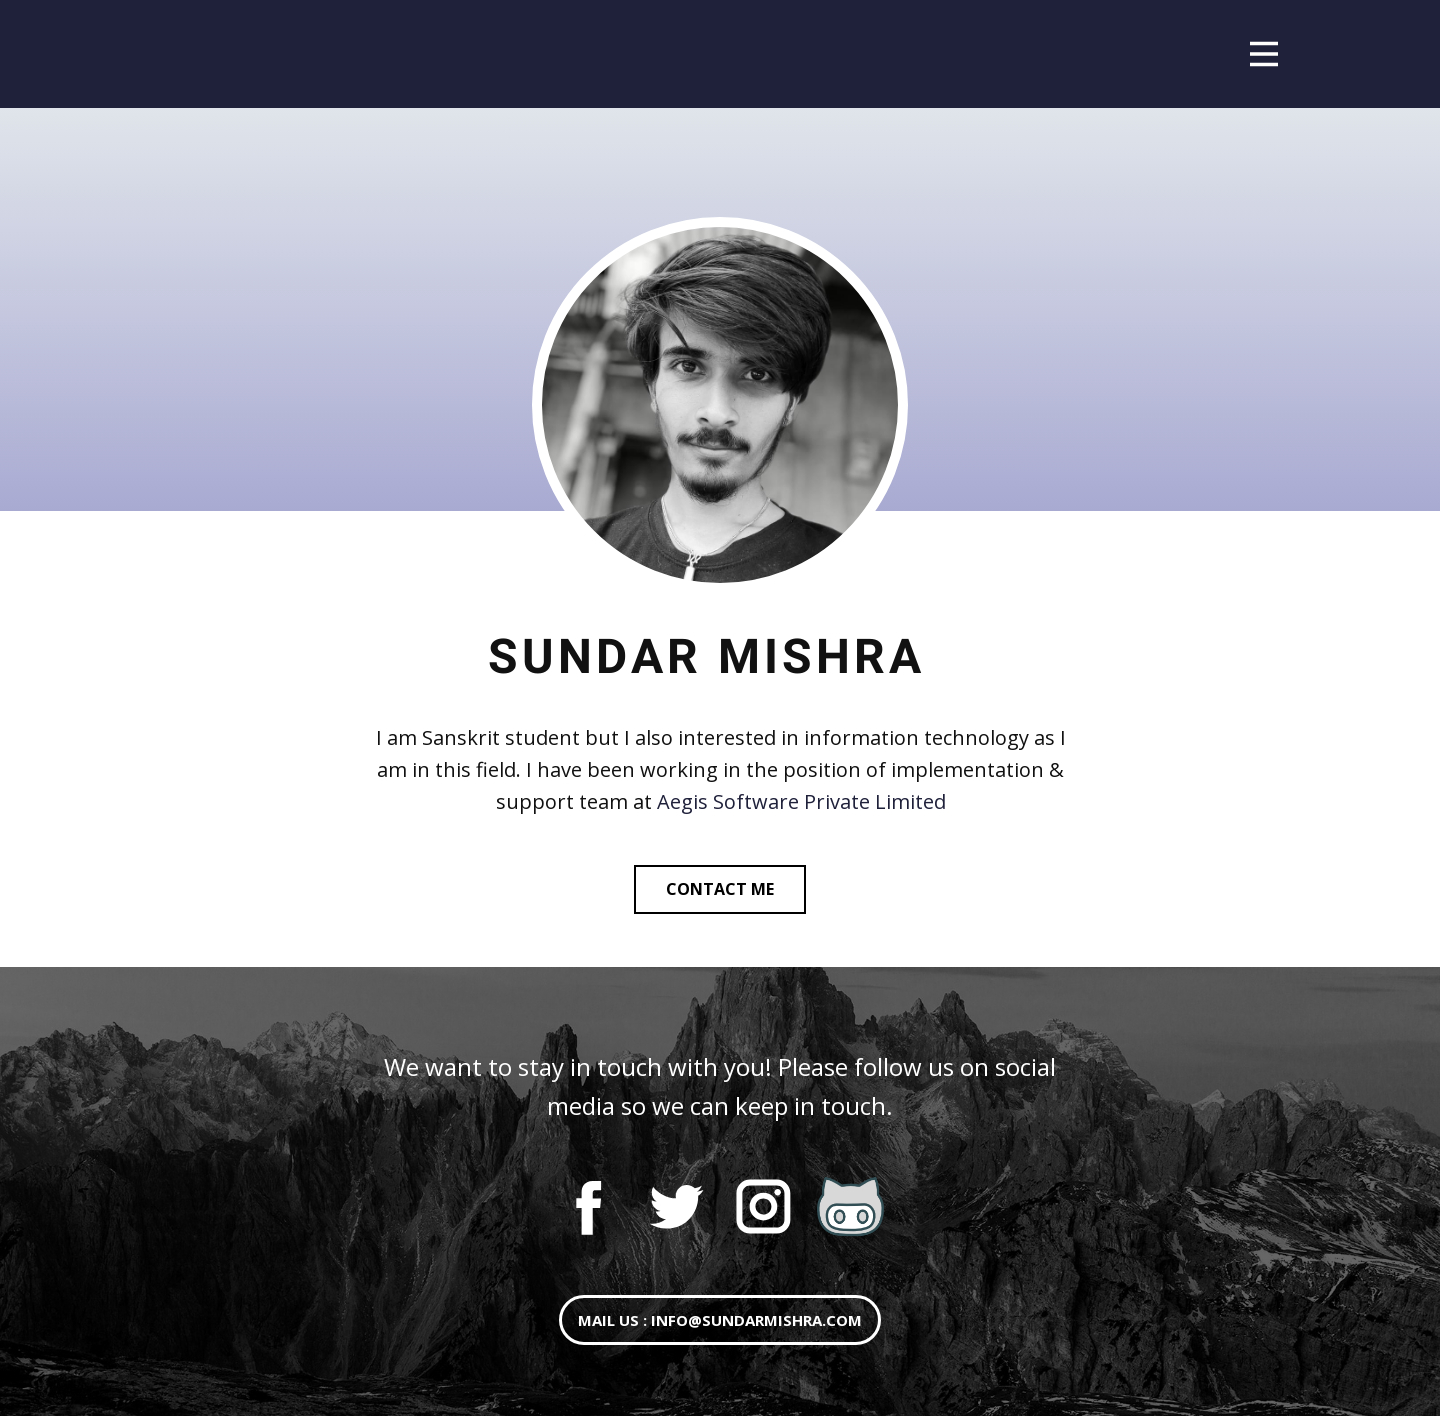 SUNDAR MISHRA
I am Sanskrit student but I also interested in information technology as I
am in this field. I have been working in the position of implementation &
support team at Aegis Software Private Limited
CONTACT ME
We want to stay in touch with you! Please follow us on social
media so we can keep in touch.
MAIL US : INFO@SUNDARMISHRA.COM